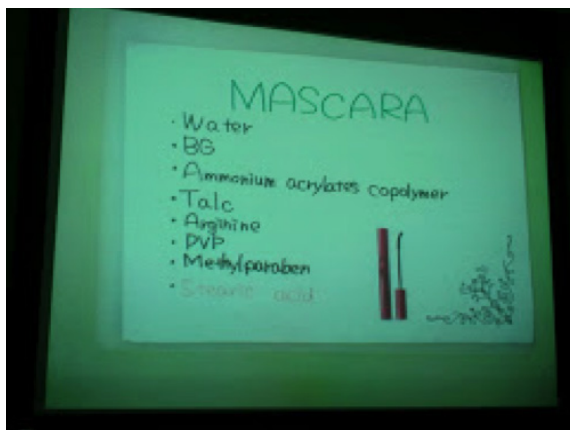 MASCARA
· Water
· BG
· Ammonium acrylates copolymer
· Talc
· Arginine
· PVP
· Methylparaben
· Stearic acid